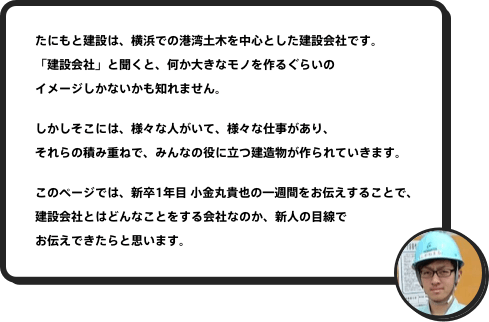 たにもと建設は、横浜での港湾土木を中心とした建設会社です。
「建設会社」と聞くと、何か大きなモノを作るぐらいの
イメージしかないかも知れません。
しかしそこには、様々な人がいて、様々な仕事があり、
それらの積み重ねで、みんなの役に立つ建造物が作られていきます。
このページでは、新卒1年目 小金丸貴也の一週間をお伝えすることで、
建設会社とはどんなことをする会社なのか、新人の目線で
お伝えできたらと思います。